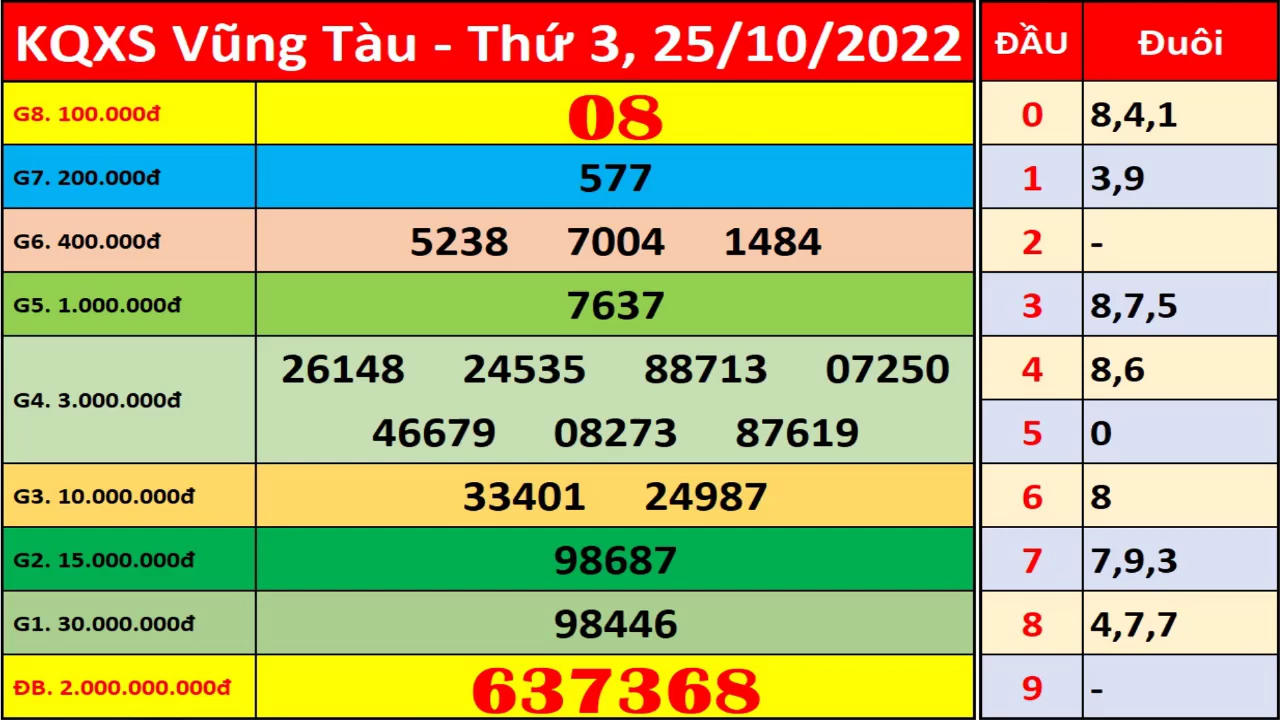 KQXS Vũng Tàu - Thứ 3, 25/10/2022 ĐẦU Đuôi
G8. 100.000đ 08 0 8,4,1
G7. 200.000đ 577 1 3,9
G6. 400.000đ 5238 7004 1484 2 -
G5. 1.000.000đ 7637 3 8,7,5
G4. 3.000.000đ 26148 24535 88713 07250 4 8,6
46679 08273 87619 5 0
G3. 10.000.000đ 33401 24987 6 8
G2. 15.000.000đ 98687 7 7,9,3
G1. 30.000.000đ 98446 8 4,7,7
ĐB. 2.000.000.000đ 637368 9 -